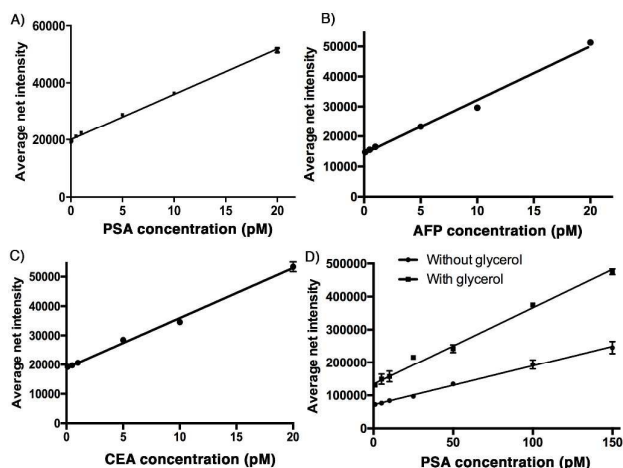 A)
60000
40000
20000
0
Average net intensity
0
5
10
15
20
PSA concentration (pM)
B)
50000
40000
30000
20000
10000
0
Average net intensity
0
5
10
15
20
AFP concentration (pM)
C)
50000
40000
30000
20000
10000
0
Average net intensity
0
5
10
15
20
CEA concentration (pM)
D)
Without glycerol
With glycerol
500000
400000
300000
200000
100000
0
Average net intensity
0
50
100
150
PSA concentration (pM)